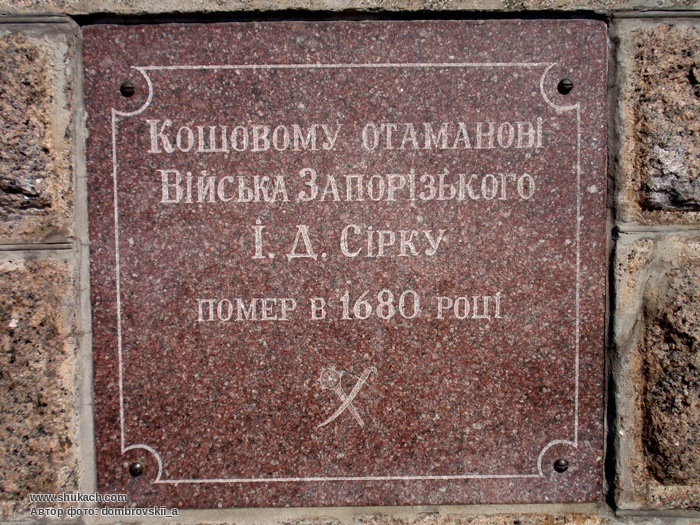 Кошовому отаманові
Війська Запорізького
І. Д. Сірку
помер в 1680 році
www.shukach.com
Автор фото: dombrovskii_a